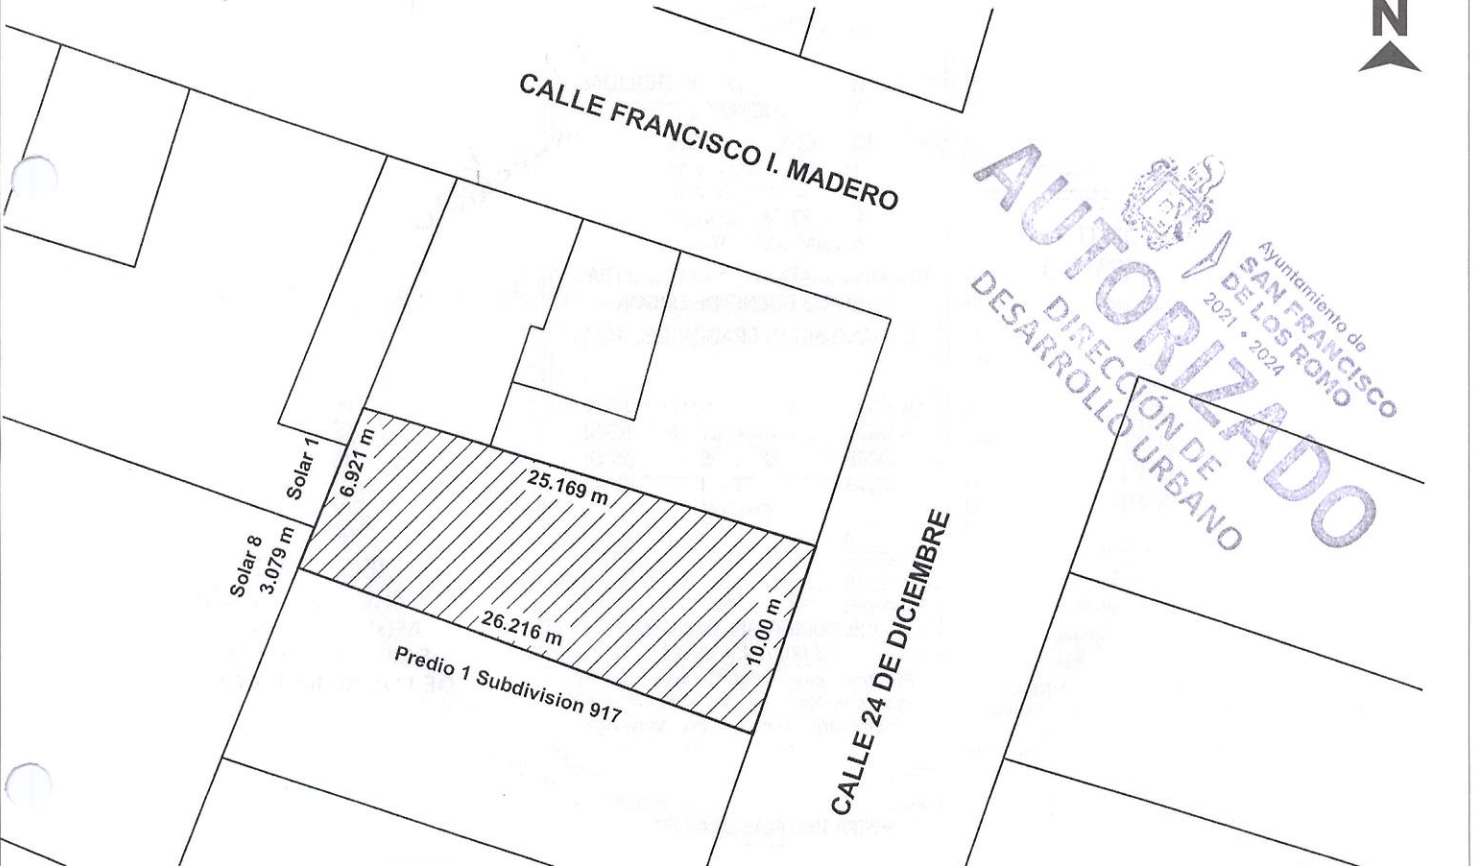 N
CALLE FRANCISCO I. MADERO
AUTORIZADO
Ayuntamiento de
SAN FRANCISCO
DE LOS ROMO
2021 • 2024
DIRECCIÓN DE
DESARROLLO URBANO
Solar 1
6.921 m
25.169 m
Solar 8
3.079 m
26.216 m
10.00 m
Predio 1 Subdivision 917
CALLE 24 DE DICIEMBRE